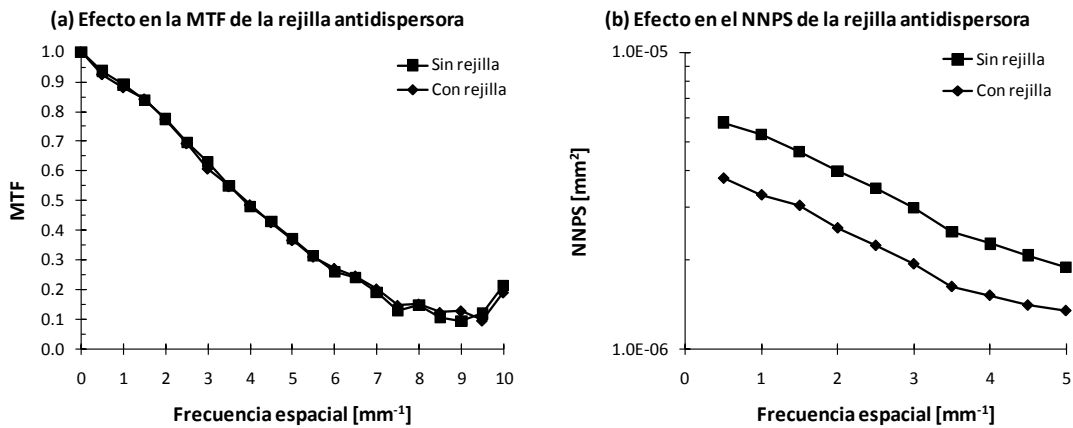 (a) Efecto en la MTF de la rejilla antidispersora
1.0
0.9
0.8
0.7
0.6
0.5
0.4
0.3
0.2
0.1
0.0
MTF
0 1 2 3 4 5 6 7 8 9 10
Frecuencia espacial [mm⁻¹]
Sin rejilla
Con rejilla
(b) Efecto en el NNPS de la rejilla antidispersora
1.0E-05
1.0E-06
NNPS [mm²]
0 1 2 3 4 5
Frecuencia espacial [mm⁻¹]
Sin rejilla
Con rejilla